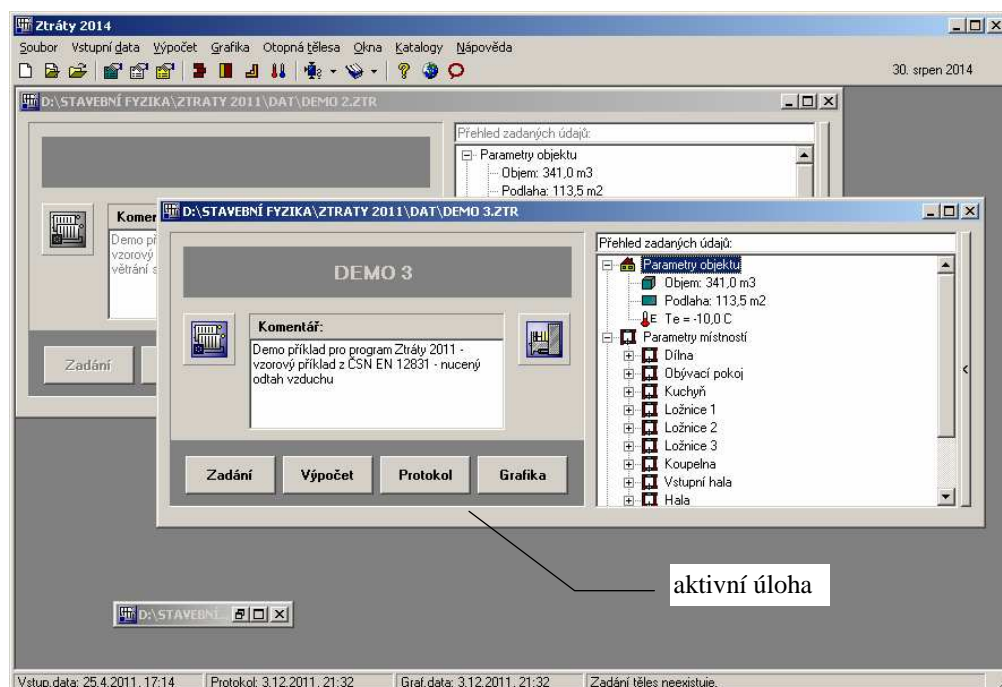 Ztráty 2014
Soubor Vstupní data Výpočet Grafika Otopná tělesa Okna Katalogy Nápověda
30. srpen 2014
D:\STAVEBNÍ FYZIKA\ZTRATY 2011\DAT\DEMO 2.ZTR
Přehled zadaných údajů:
Parametry objektu
Objem: 341,0 m3
Podlaha: 113,5 m2
Komen
Demo př
vzorový
větrání s
Zadání
D:\STAVEBNÍ FYZIKA\ZTRATY 2011\DAT\DEMO 3.ZTR
DEMO 3
Komentář:
Demo příklad pro program Ztráty 2011 -
vzorový příklad z ČSN EN 12831 - nucený
odtah vzduchu
Zadání Výpočet Protokol Grafika
Přehled zadaných údajů:
Parametry objektu
Objem: 341,0 m3
Podlaha: 113,5 m2
E Te = -10,0 C
Parametry místností
Dílna
Obývací pokoj
Kuchyň
Ložnice 1
Ložnice 2
Ložnice 3
Koupelna
Vstupní hala
Hala
aktivní úloha
D:\STAVEBNÍ...
Vstup.data: 25.4.2011, 17:14 Protokol: 3.12.2011, 21:32 Graf.data: 3.12.2011, 21:32 Zadání těles neexistuje.